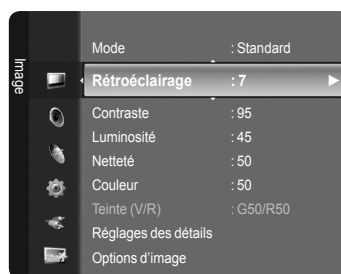 Image
Mode : Standard
Rétroéclairage : 7
Contraste : 95
Luminosité : 45
Netteté : 50
Couleur : 50
Teinte (V/R) : G50/R50
Réglages des détails
Options d'image